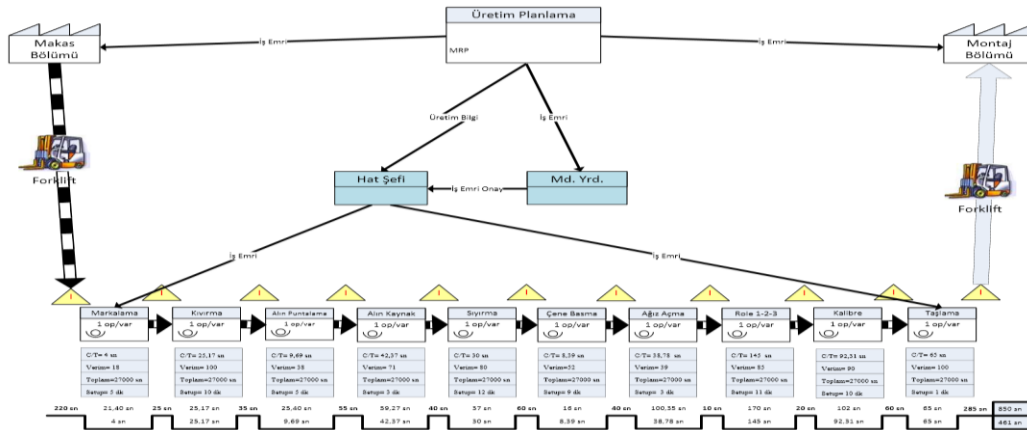 Üretim Planlama
MRP
Makas
Bölümü
Montaj
Bölümü
İş Emri
İş Emri
Üretim Bilgi
İş Emri
Forklift
Forklift
Hat Şefi
Md. Yrd.
İş Emri Onay
İş Emri
İş Emri
I I I I I I I I I I I
Markalama Kıvırma Alın Puntalama Alın Kaynak Sıyırma Çene Basma Ağız Açma Role 1-2-3 Kalibre Taşlama
1 op/var 1 op/var 1 op/var 1 op/var 1 op/var 1 op/var 1 op/var 1 op/var 1 op/var 1 op/var
C/T= 4 sn C/T= 25,17 sn C/T= 9,69 sn C/T= 42,37 sn C/T= 30 sn C/T= 8,39 sn C/T= 38,78 sn C/T= 145 sn C/T= 92,31 sn C/T= 65 sn
Verim= 18 Verim= 100 Verim= 38 Verim= 71 Verim= 80 Verim=52 Verim= 39 Verim= 85 Verim= 90 Verim= 100
Toplam=27000 sn Toplam=27000 sn Toplam=27000 sn Toplam=27000 sn Toplam=27000 sn Toplam=27000 sn Toplam=27000 sn Toplam=27000 sn Toplam=27000 sn Toplam=27000 sn
Setup= 5 dk Setup= 10 dk Setup= 5 dk Setup= 5 dk Setup= 12 dk Setup= 9 dk Setup= 5 dk Setup= 11 dk Setup= 10 dk Setup= 1 dk
220 sn 21,40 sn 25 sn 25,17 sn 35 sn 25,40 sn 55 sn 59,27 sn 40 sn 37 sn 60 sn 16 sn 40 sn 100,35 sn 10 sn 170 sn 20 sn 102 sn 60 sn 65 sn 285 sn 850 sn
4 sn 25,17 sn 9,69 sn 42,37 sn 30 sn 8,39 sn 38,78 sn 145 sn 92,31 sn 65 sn 461 sn